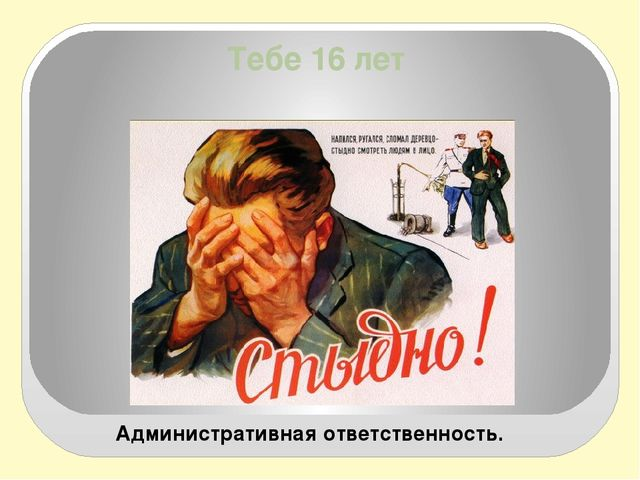 Тебе 16 лет
НАПИЛСЯ, РУГАЛСЯ, СЛОМАЛ ДЕРЕВЦО-
СТЫДНО СМОТРЕТЬ ЛЮДЯМ В ЛИЦО.
Стыдно!
Административная ответственность.